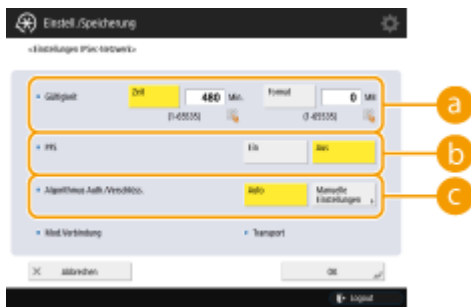 Einstell./Speicherung
<Einstellungen IPSec-Netzwerk>
Gültigkeit Zeit 480 Min. Format 0 MB
(1-65535) (1-65535)
a
PFS Ein Aus
b
Algorithmus Auth./Verschlüss. Auto Manuelle Einstellungen
c
Mod. Verbindung Transport
Abbrechen OK
Logout